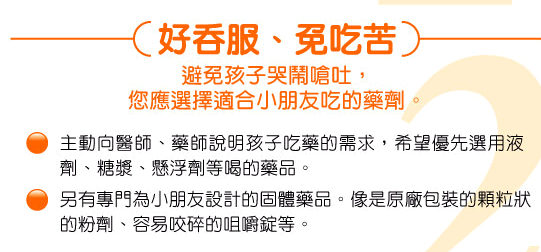 好吞服、免吃苦
避免孩子哭鬧嗆吐，
您應選擇適合小朋友吃的藥劑。
主動向醫師、藥師說明孩子吃藥的需求，希望優先選用液
劑、糖漿、懸浮劑等喝的藥品。
另有專門為小朋友設計的固體藥品。像是原廠包裝的顆粒狀
的粉劑、容易咬碎的咀嚼錠等。